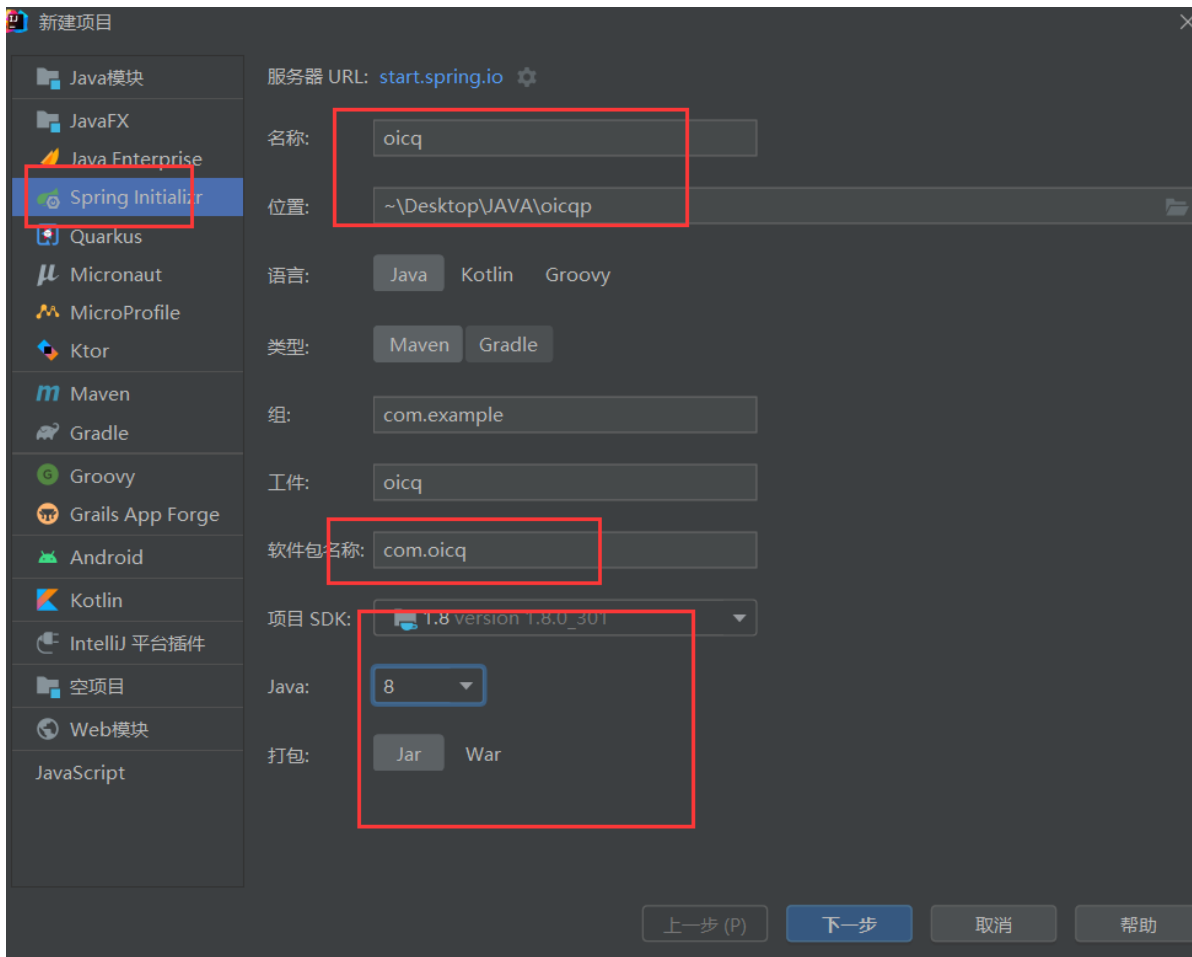 新建项目
Java模块
JavaFX
Java Enterprise
Spring Initializr
Quarkus
Micronaut
MicroProfile
Ktor
Maven
Gradle
Groovy
Grails App Forge
Android
Kotlin
IntelliJ 平台插件
空项目
Web模块
JavaScript
服务器 URL: start.spring.io
名称: oicq
位置: ~\Desktop\JAVA\oicqp
语言: Java Kotlin Groovy
类型: Maven Gradle
组: com.example
工件: oicq
软件包名称: com.oicq
项目 SDK: 1.8 version 1.8.0_301
Java: 8
打包: Jar War
上一步 (P) 下一步 取消 帮助